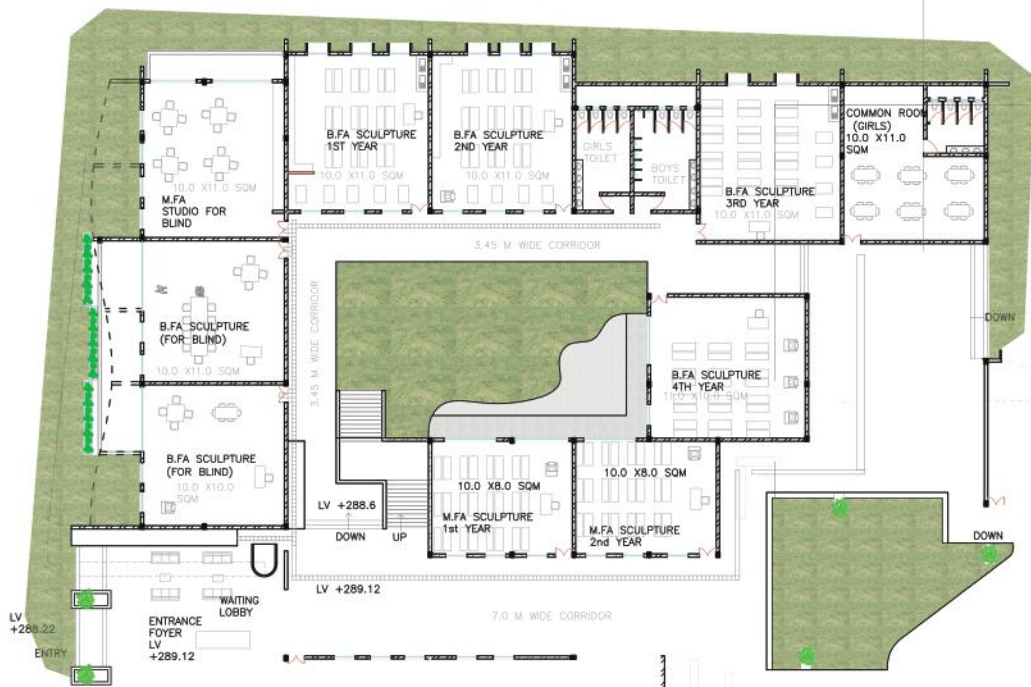 B.FA SCULPTURE
1ST YEAR
10.0 X11.0 SQM
B.FA SCULPTURE
2ND YEAR
10.0 X11.0 SQM
GIRLS
TOILET
BOYS
TOILET
B.FA SCULPTURE
3RD YEAR
10.0 X11.0 SQM
COMMON ROOM
(GIRLS)
10.0 X11.0
SQM
10.0 X11.0 SQM
M.FA
STUDIO FOR
BLIND
3.45 M WIDE CORRIDOR
3.45 M WIDE CORRIDOR
B.FA SCULPTURE
(FOR BLIND)
10.0 X11.0 SQM
DOWN
B.FA SCULPTURE
4TH YEAR
11.0 X10.0 SQM
B.FA SCULPTURE
(FOR BLIND)
10.0 X10.0
SQM
10.0 X8.0 SQM
M.FA SCULPTURE
1st YEAR
10.0 X8.0 SQM
M.FA SCULPTURE
2nd YEAR
LV +288.6
DOWN
UP
DOWN
LV +289.12
7.0 M WIDE CORRIDOR
WAITING
LOBBY
ENTRANCE
FOYER
LV
+289.12
LV
+288.22
ENTRY